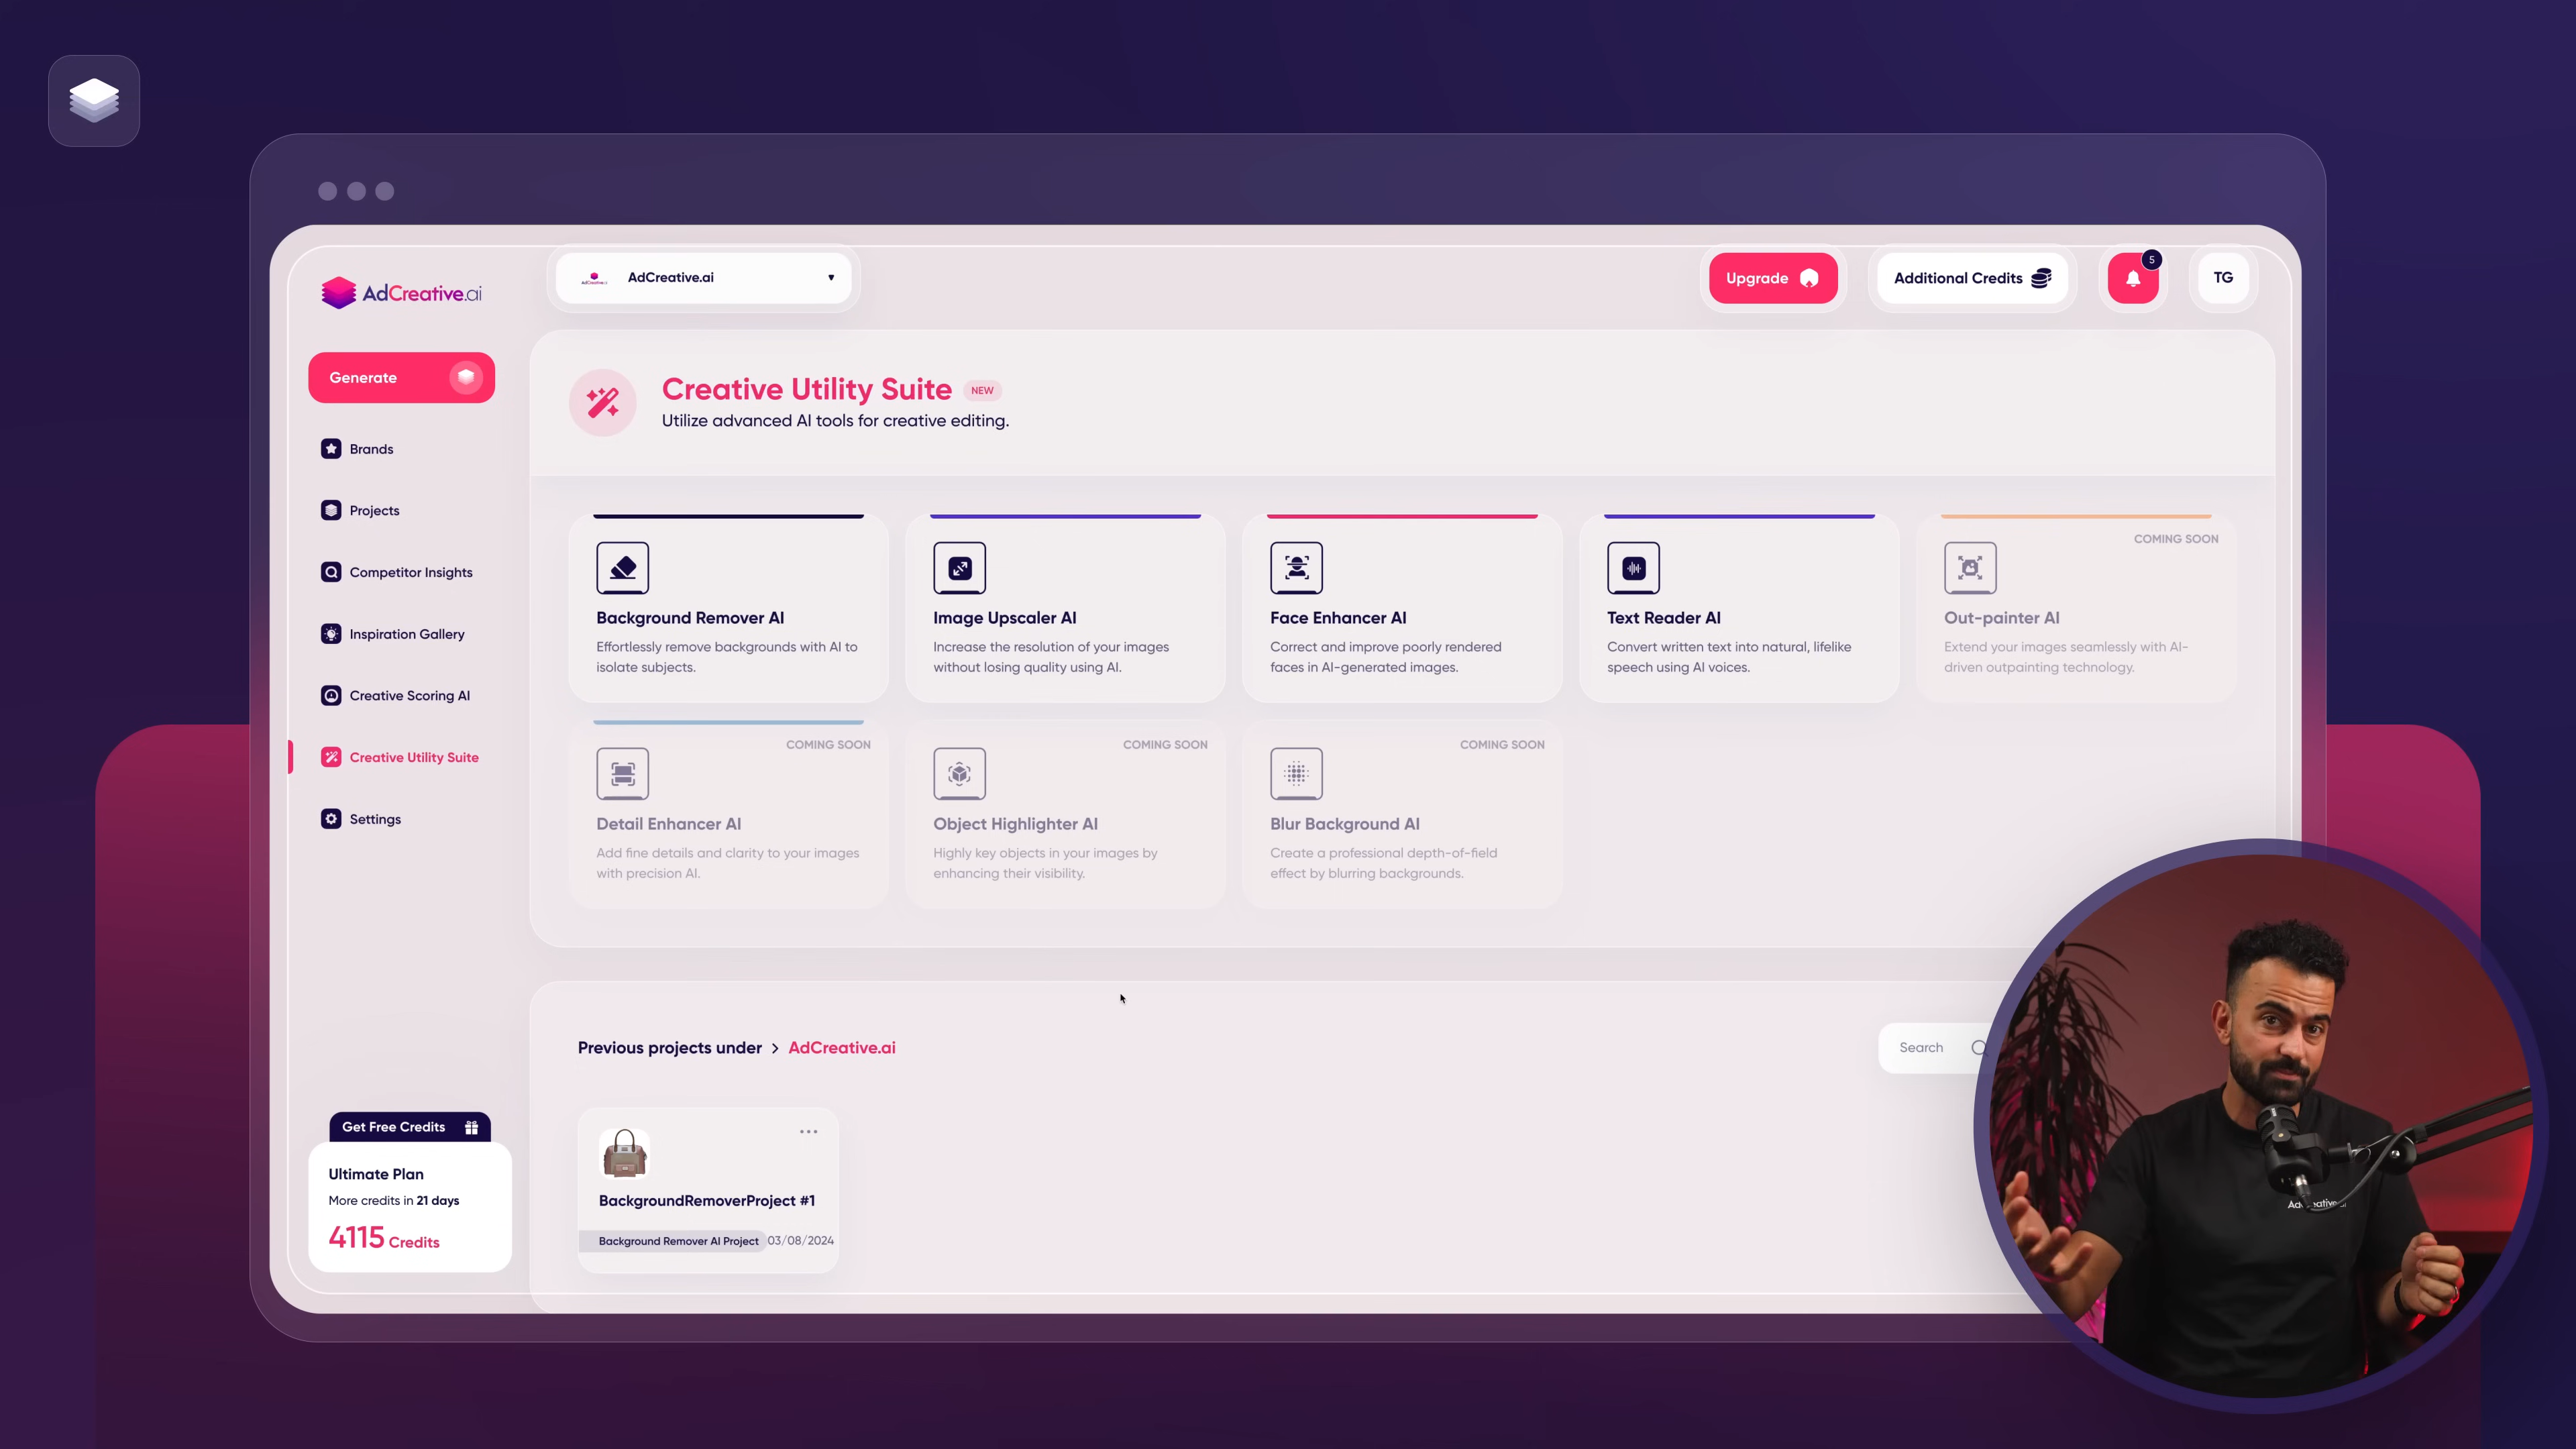 AdCreative.ai
AdCreative.ai
Upgrade
Additional Credits
5
TG
Generate
Brands
Projects
Competitor Insights
Inspiration Gallery
Creative Scoring AI
Creative Utility Suite
Settings
Creative Utility Suite NEW
Utilize advanced AI tools for creative editing.
Background Remover AI
Effortlessly remove backgrounds with AI to
isolate subjects.
Image Upscaler AI
Increase the resolution of your images
without losing quality using AI.
Face Enhancer AI
Correct and improve poorly rendered
faces in AI-generated images.
Text Reader AI
Convert written text into natural, lifelike
speech using AI voices.
COMING SOON
Out-painter AI
Extend your images seamlessly with AI-
driven outpainting technology.
COMING SOON
Detail Enhancer AI
Add fine details and clarity to your images
with precision AI.
COMING SOON
Object Highlighter AI
Highly key objects in your images by
enhancing their visibility.
COMING SOON
Blur Background AI
Create a professional depth-of-field
effect by blurring backgrounds.
Previous projects under > AdCreative.ai
Search
BackgroundRemoverProject #1
Background Remover AI Project 03/08/2024
Get Free Credits
Ultimate Plan
More credits in 21 days
4115 Credits